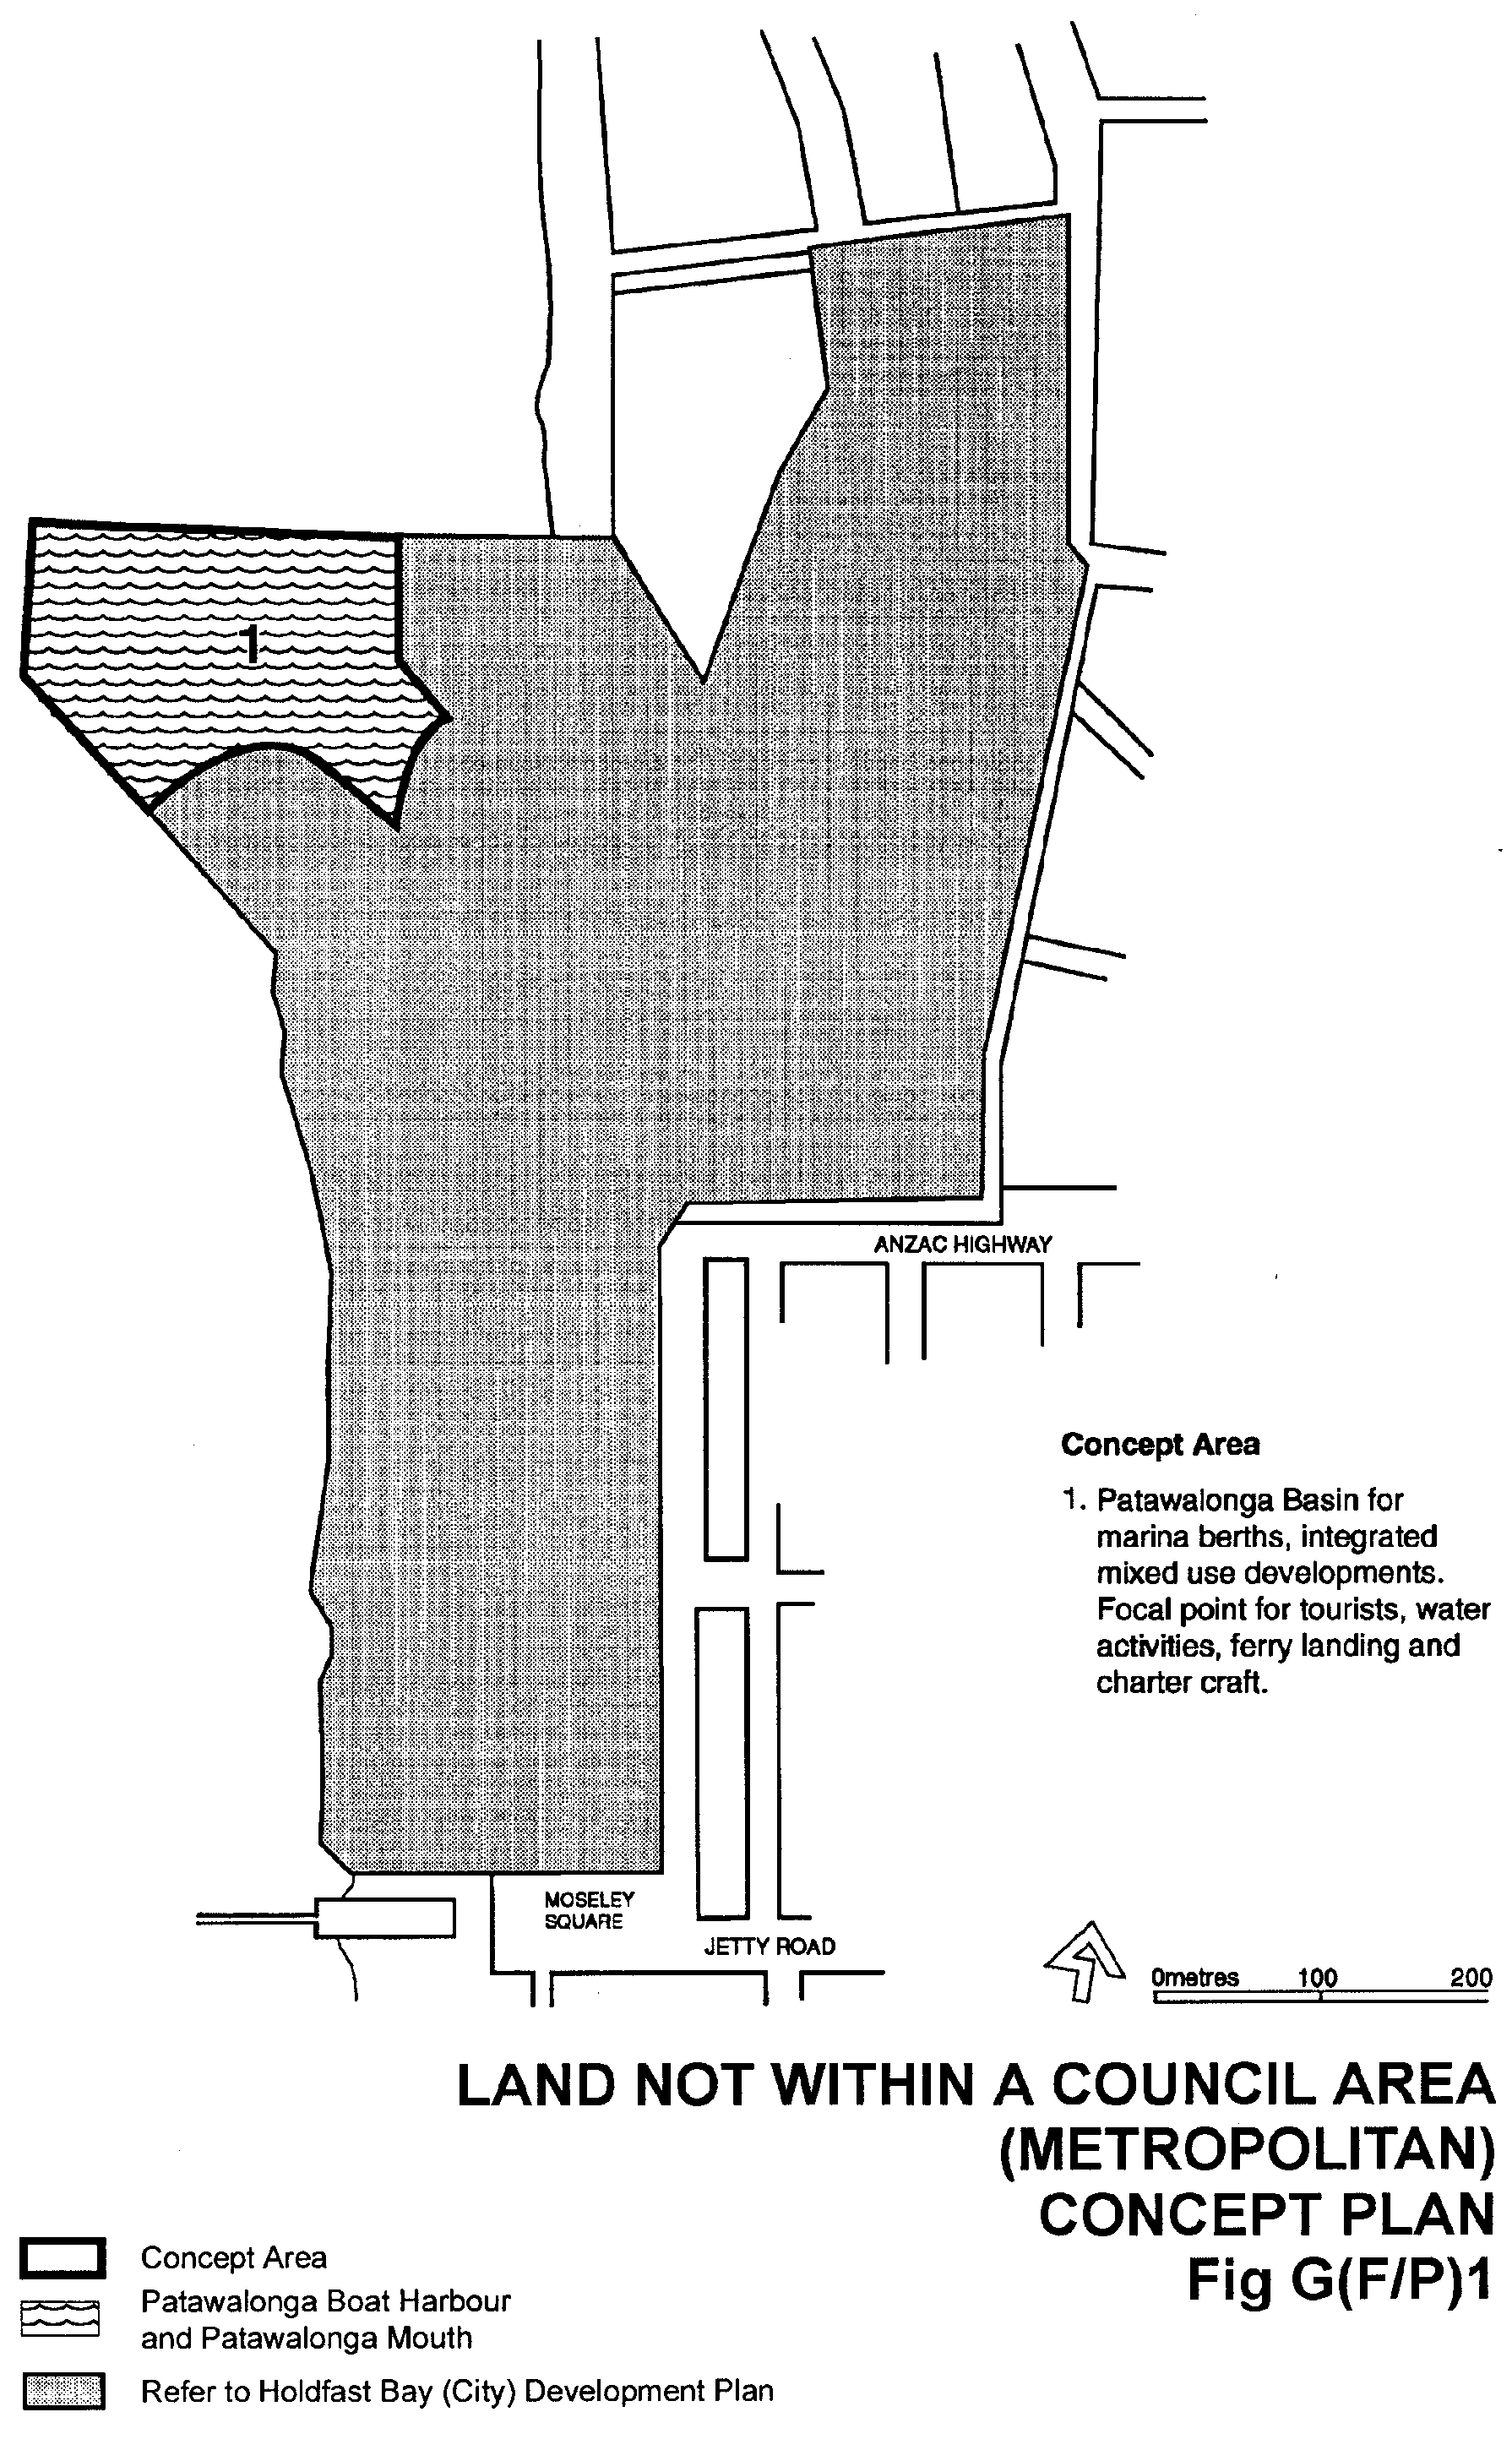 1
ANZAC HIGHWAY
Concept Area
1. Patawalonga Basin for
marina berths, integrated
mixed use developments.
Focal point for tourists, water
activities, ferry landing and
charter craft.
MOSELEY
SQUARE
JETTY ROAD
0metres 100 200
LAND NOT WITHIN A COUNCIL AREA
(METROPOLITAN)
CONCEPT PLAN
Fig G(F/P)1
Concept Area
Patawalonga Boat Harbour
and Patawalonga Mouth
Refer to Holdfast Bay (City) Development Plan